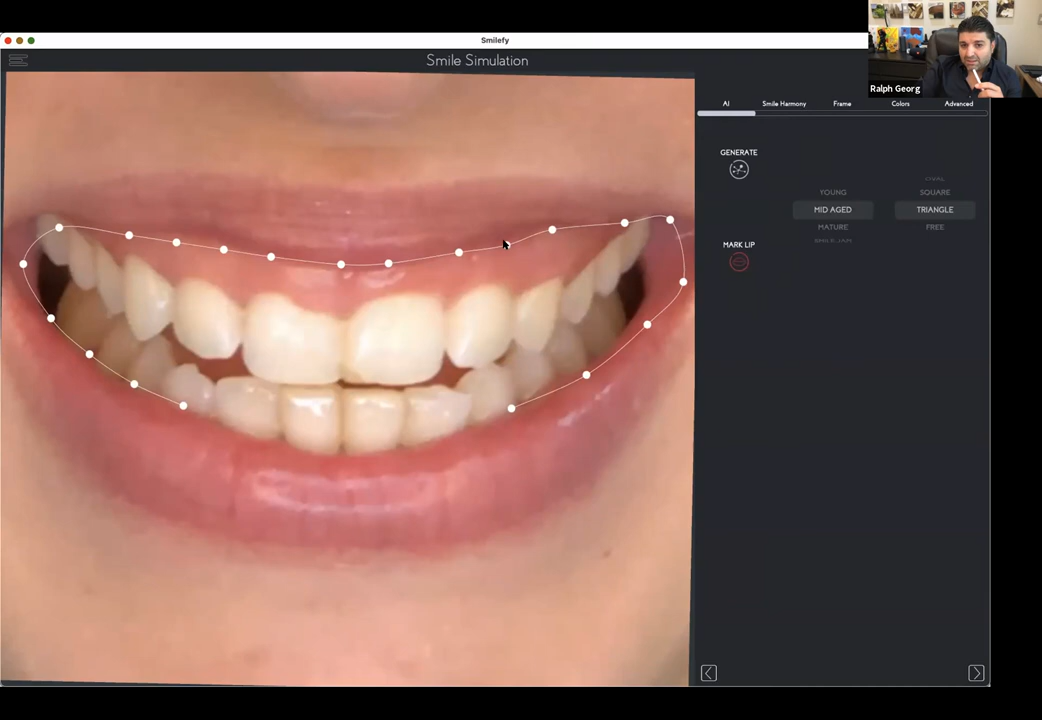 Smilefy
Smile Simulation
Ralph Georg
AI
Smile Harmony
Frame
Colors
Advanced
GENERATE
YOUNG
MID AGED
MATURE
SQUARE
TRIANGLE
FREE
MARK LIP